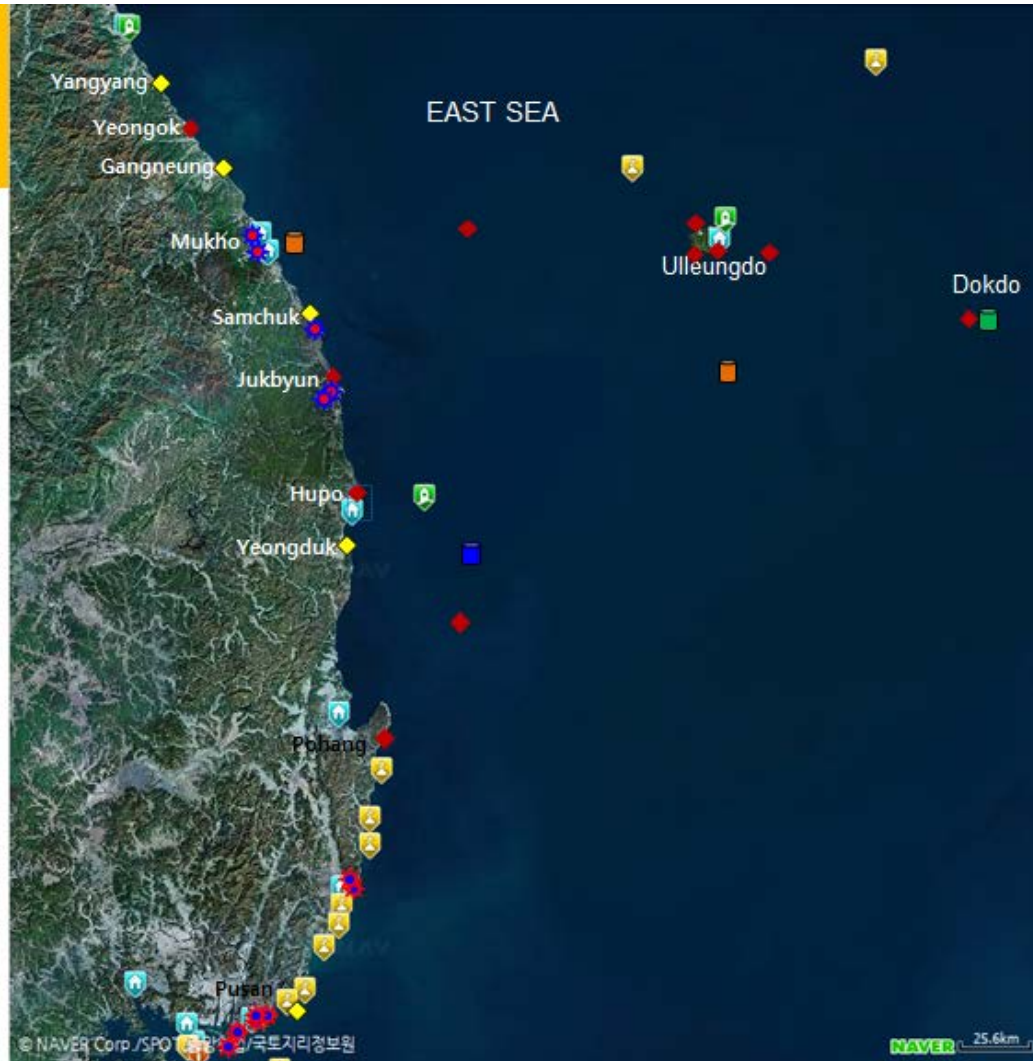 Yangyang
EAST SEA
Yeongok
Gangneung
Mukho
Ulleungdo
Dokdo
Samchuk
Jukbyun
Hupo
Yeongduk
Pohang
Pusan
© NAVER Corp./SPOT /국토지리정보원
NAVER 25.6km